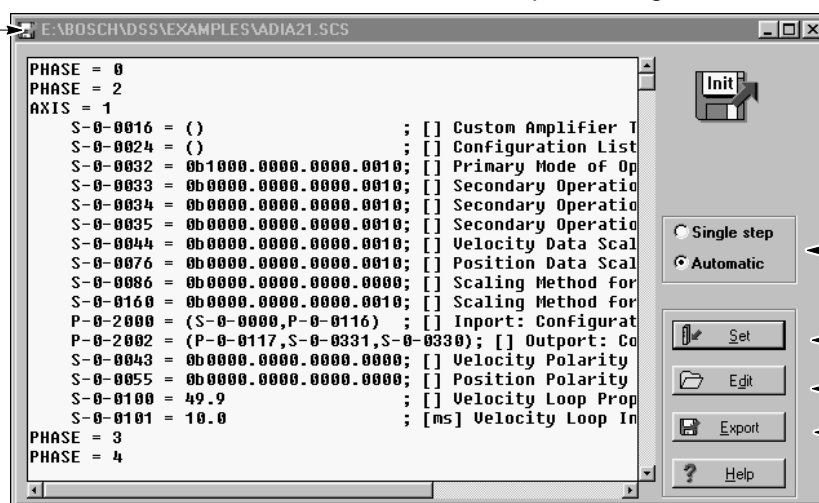 E:\BOSCH\DSS\EXAMPLES\ADIA21.SCS
PHASE = 0
PHASE = 2
AXIS = 1
S-0-0016 = () ; [] Custom Amplifier T
S-0-0024 = () ; [] Configuration List
S-0-0032 = 0b1000.0000.0000.0010; [] Primary Mode of Op
S-0-0033 = 0b0000.0000.0000.0010; [] Secondary Operatio
S-0-0034 = 0b0000.0000.0000.0010; [] Secondary Operatio
S-0-0035 = 0b0000.0000.0000.0010; [] Secondary Operatio
S-0-0044 = 0b0000.0000.0000.0010; [] Velocity Data Scal
S-0-0076 = 0b0000.0000.0000.0010; [] Position Data Scal
S-0-0086 = 0b0000.0000.0000.0000; [] Scaling Method for
S-0-0160 = 0b0000.0000.0000.0010; [] Scaling Method for
P-0-2000 = (S-0-0000,P-0-0116) ; [] Inport: Configurat
P-0-2002 = (P-0-0117,S-0-0331,S-0-0330); [] Outport: Co
S-0-0043 = 0b0000.0000.0000.0000; [] Velocity Polarity
S-0-0055 = 0b0000.0000.0000.0000; [] Position Polarity
S-0-0100 = 49.9 ; [] Velocity Loop Prop
S-0-0101 = 10.0 ; [ms] Velocity Loop In
PHASE = 3
PHASE = 4
Init
Single step
Automatic
Set
Edit
Export
Help